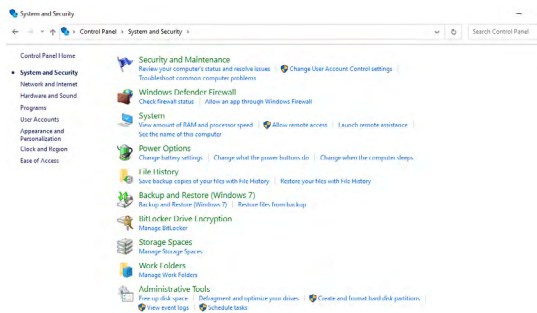 System and Security
Control Panel > System and Security >
Search Control Panel
Control Panel Home
System and Security
Network and Internet
Hardware and Sound
Programs
User Accounts
Appearance and
Personalization
Clock and Region
Ease of Access
Security and Maintenance
Review your computer's status and resolve issues
Change User Account Control settings
Troubleshoot common computer problems
Windows Defender Firewall
Check firewall status
Allow an app through Windows Firewall
System
View amount of RAM and processor speed
Allow remote access
Launch remote assistance
See the name of this computer
Power Options
Change battery settings
Change what the power buttons do
Change when the computer sleeps
File History
Save backup copies of your files with File History
Restore your files with File History
Backup and Restore (Windows 7)
Backup and Restore (Windows 7)
Restore files from backup
BitLocker Drive Encryption
Manage BitLocker
Storage Spaces
Manage Storage Spaces
Work Folders
Manage Work Folders
Administrative Tools
Free up disk space
Defragment and optimize your drives
Create and format hard disk partitions
View event logs
Schedule tasks